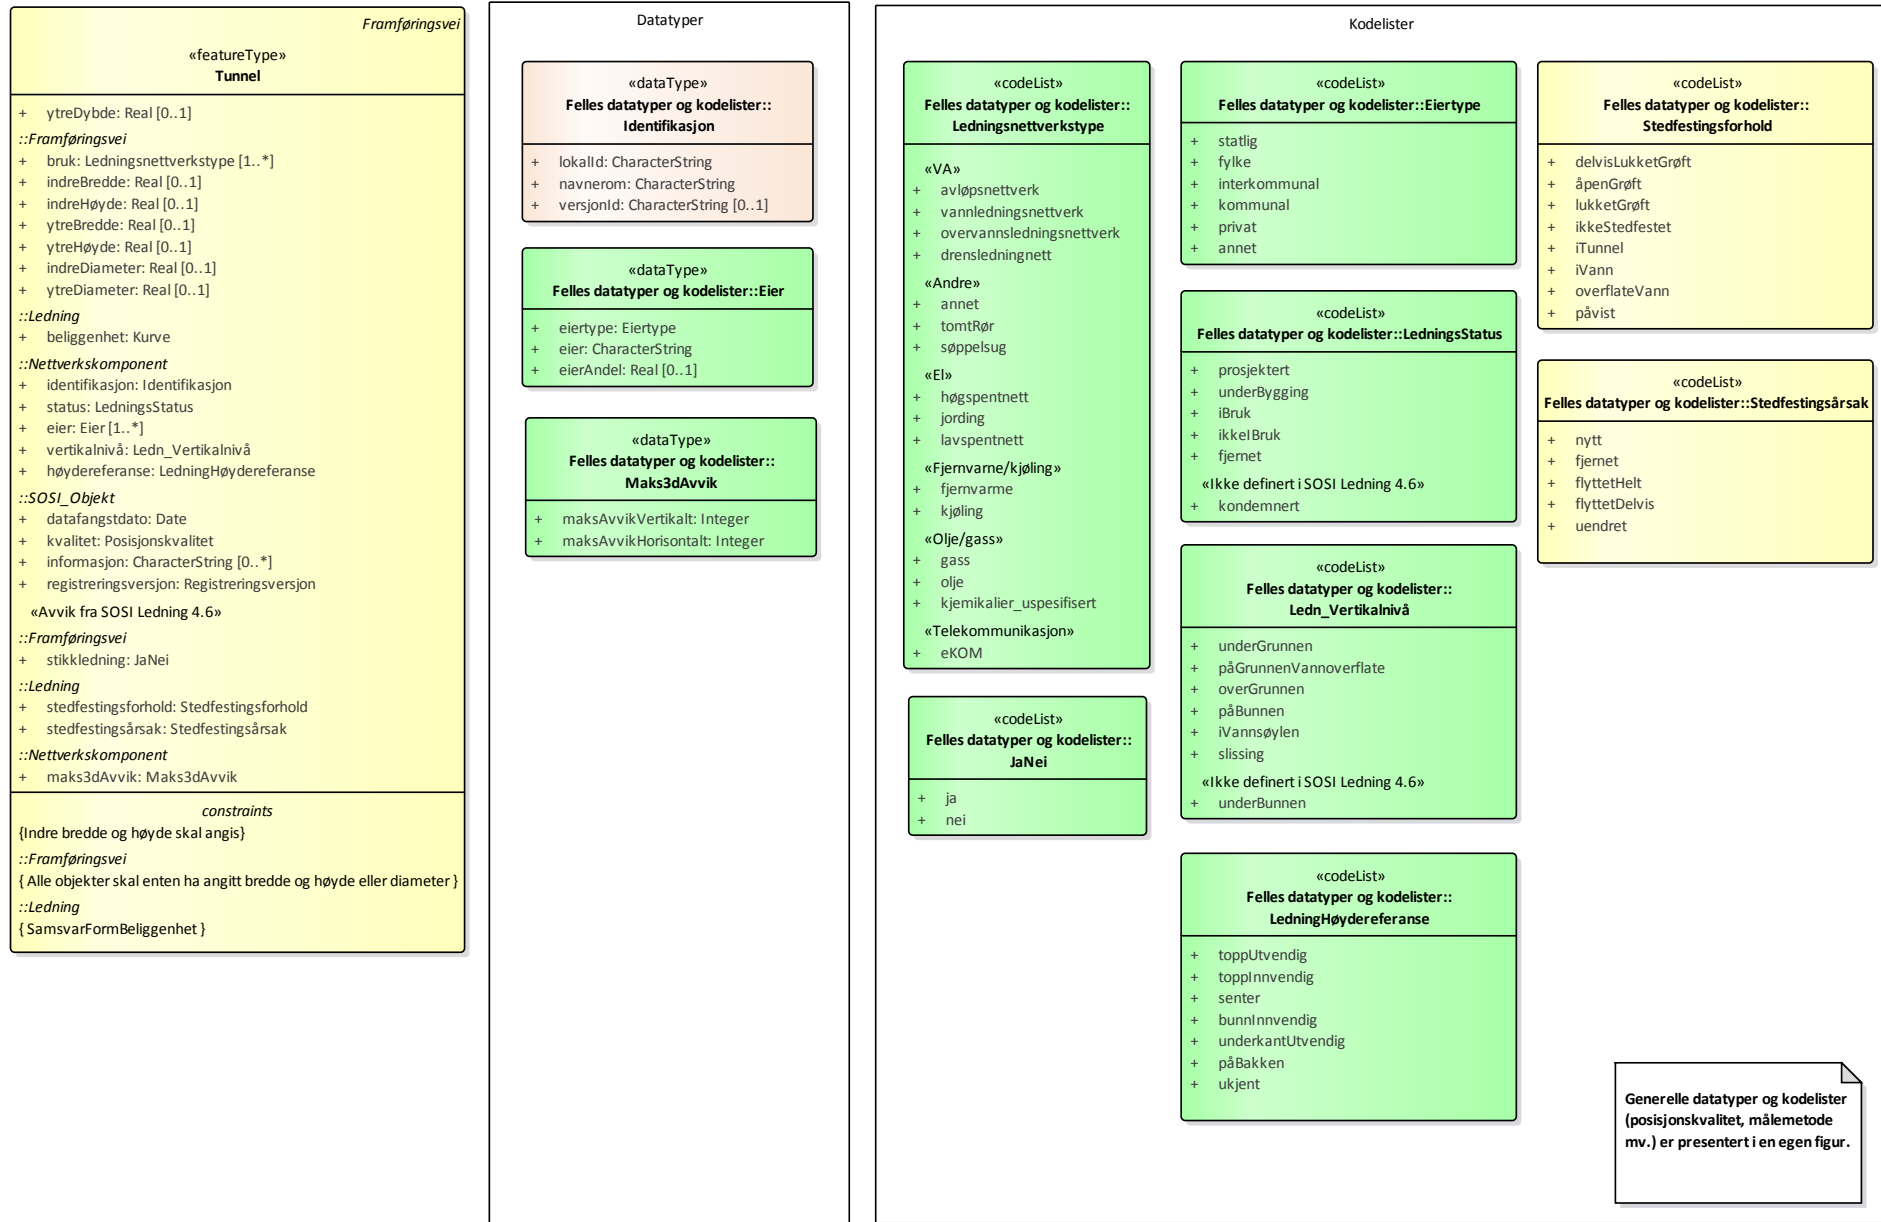 Framføringsvei
«featureType»
Tunnel
+ ytreDybde: Real [0..1]
::Framføringsvei
+ bruk: Ledningsnettverkstype [1..*]
+ indreBredde: Real [0..1]
+ indreHøyde: Real [0..1]
+ ytreBredde: Real [0..1]
+ ytreHøyde: Real [0..1]
+ indreDiameter: Real [0..1]
+ ytreDiameter: Real [0..1]
::Ledning
+ beliggenhet: Kurve
::Nettverkskomponent
+ identifikasjon: Identifikasjon
+ status: LedningsStatus
+ eier: Eier [1..*]
+ vertikalnivå: Ledn_Vertikalnivå
+ høydereferanse: LedningHøydereferanse
::SOSI_Objekt
+ datafangstdato: Date
+ kvalitet: Posisjonskvalitet
+ informasjon: CharacterString [0..*]
+ registreringsversjon: Registreringsversjon
«Avvik fra SOSI Ledning 4.6»
::Framføringsvei
+ stikkledning: JaNei
::Ledning
+ stedfestingsforhold: Stedfestingsforhold
+ stedfestingsårsak: Stedfestingsårsak
::Nettverkskomponent
+ maks3dAvvik: Maks3dAvvik
constraints
{Indre bredde og høyde skal angis}
::Framføringsvei
{ Alle objekter skal enten ha angitt bredde og høyde eller diameter }
::Ledning
{ SamsvarFormBeliggenhet }
Datatyper
«dataType»
Felles datatyper og kodelister::
Identifikasjon
+ lokalId: CharacterString
+ navnerom: CharacterString
+ versjonId: CharacterString [0..1]
«dataType»
Felles datatyper og kodelister::Eier
+ eiertype: Eiertype
+ eier: CharacterString
+ eierAndel: Real [0..1]
«dataType»
Felles datatyper og kodelister::
Maks3dAvvik
+ maksAvvikVertikalt: Integer
+ maksAvvikHorisontalt: Integer
Kodelister
«codeList»
Felles datatyper og kodelister::
Ledningsnettverkstype
«VA»
+ avløpsnettverk
+ vannledningsnettverk
+ overvannsledningsnettverk
+ drensledningnett
«Andre»
+ annet
+ tomtRør
+ søppelsug
«El»
+ høgspentnett
+ jording
+ lavspentnett
«Fjernvarne/kjøling»
+ fjernvarme
+ kjøling
«Olje/gass»
+ gass
+ olje
+ kjemikalier_uspesifisert
«Telekommunikasjon»
+ eKOM
«codeList»
Felles datatyper og kodelister::
JaNei
+ ja
+ nei
«codeList»
Felles datatyper og kodelister::Eiertype
+ statlig
+ fylke
+ interkommunal
+ kommunal
+ privat
+ annet
«codeList»
Felles datatyper og kodelister::LedningsStatus
+ prosjektert
+ underBygging
+ iBruk
+ ikkeIBruk
+ fjernet
«Ikke definert i SOSI Ledning 4.6»
+ kondemnert
«codeList»
Felles datatyper og kodelister::
Ledn_Vertikalnivå
+ underGrunnen
+ påGrunnenVannoverflate
+ overGrunnen
+ påBunnen
+ iVannsøylen
+ slissing
«Ikke definert i SOSI Ledning 4.6»
+ underBunnen
«codeList»
Felles datatyper og kodelister::
LedningHøydereferanse
+ toppUtvendig
+ toppInnvendig
+ senter
+ bunnInnvendig
+ underkantUtvendig
+ påBakken
+ ukjent
«codeList»
Felles datatyper og kodelister::
Stedfestingsforhold
+ delvisLukketGrøft
+ åpenGrøft
+ lukketGrøft
+ ikkeStedfestet
+ iTunnel
+ iVann
+ overflateVann
+ påvist
«codeList»
Felles datatyper og kodelister::Stedfestingsårsak
+ nytt
+ fjernet
+ flyttetHelt
+ flyttetDelvis
+ uendret
Generelle datatyper og kodelister
(posisjonskvalitet, målemetode
mv.) er presentert i en egen figur.